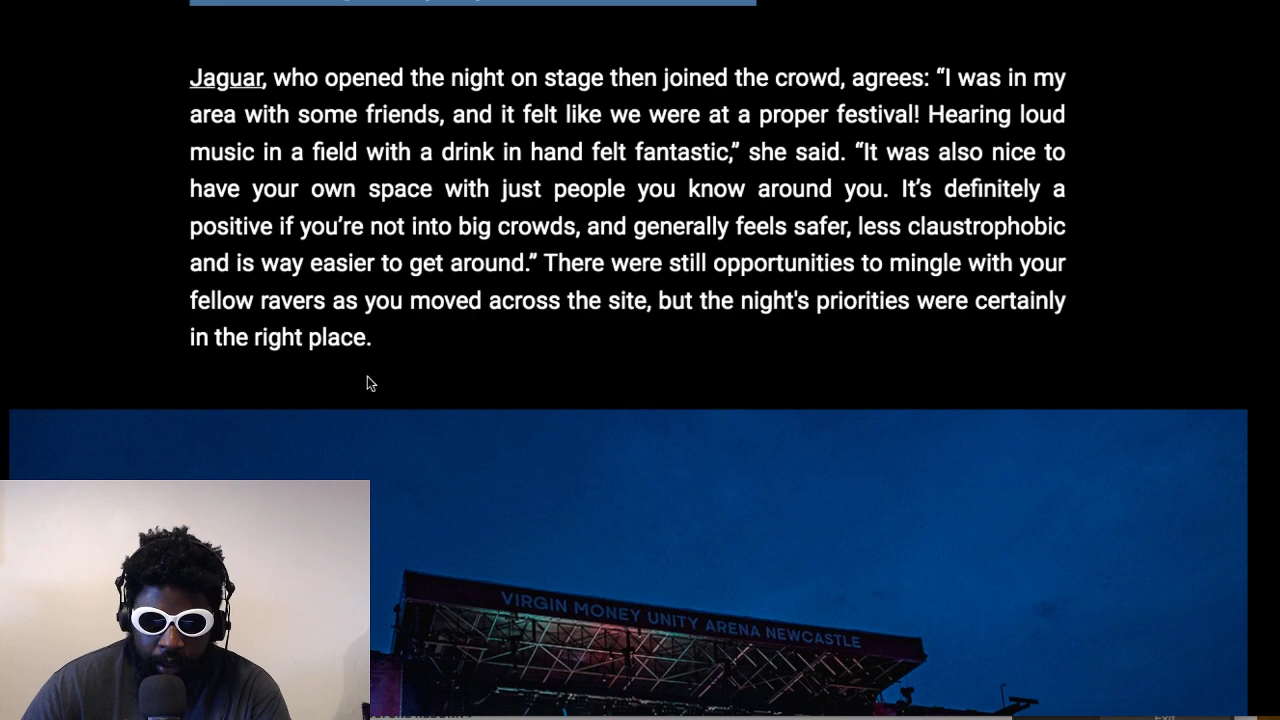 Jaguar, who opened the night on stage then joined the crowd, agrees: “I was in my
area with some friends, and it felt like we were at a proper festival! Hearing loud
music in a field with a drink in hand felt fantastic,” she said. “It was also nice to
have your own space with just people you know around you. It’s definitely a
positive if you’re not into big crowds, and generally feels safer, less claustrophobic
and is way easier to get around.” There were still opportunities to mingle with your
fellow ravers as you moved across the site, but the night's priorities were certainly
in the right place.
VIRGIN MONEY UNITY ARENA NEWCASTLE